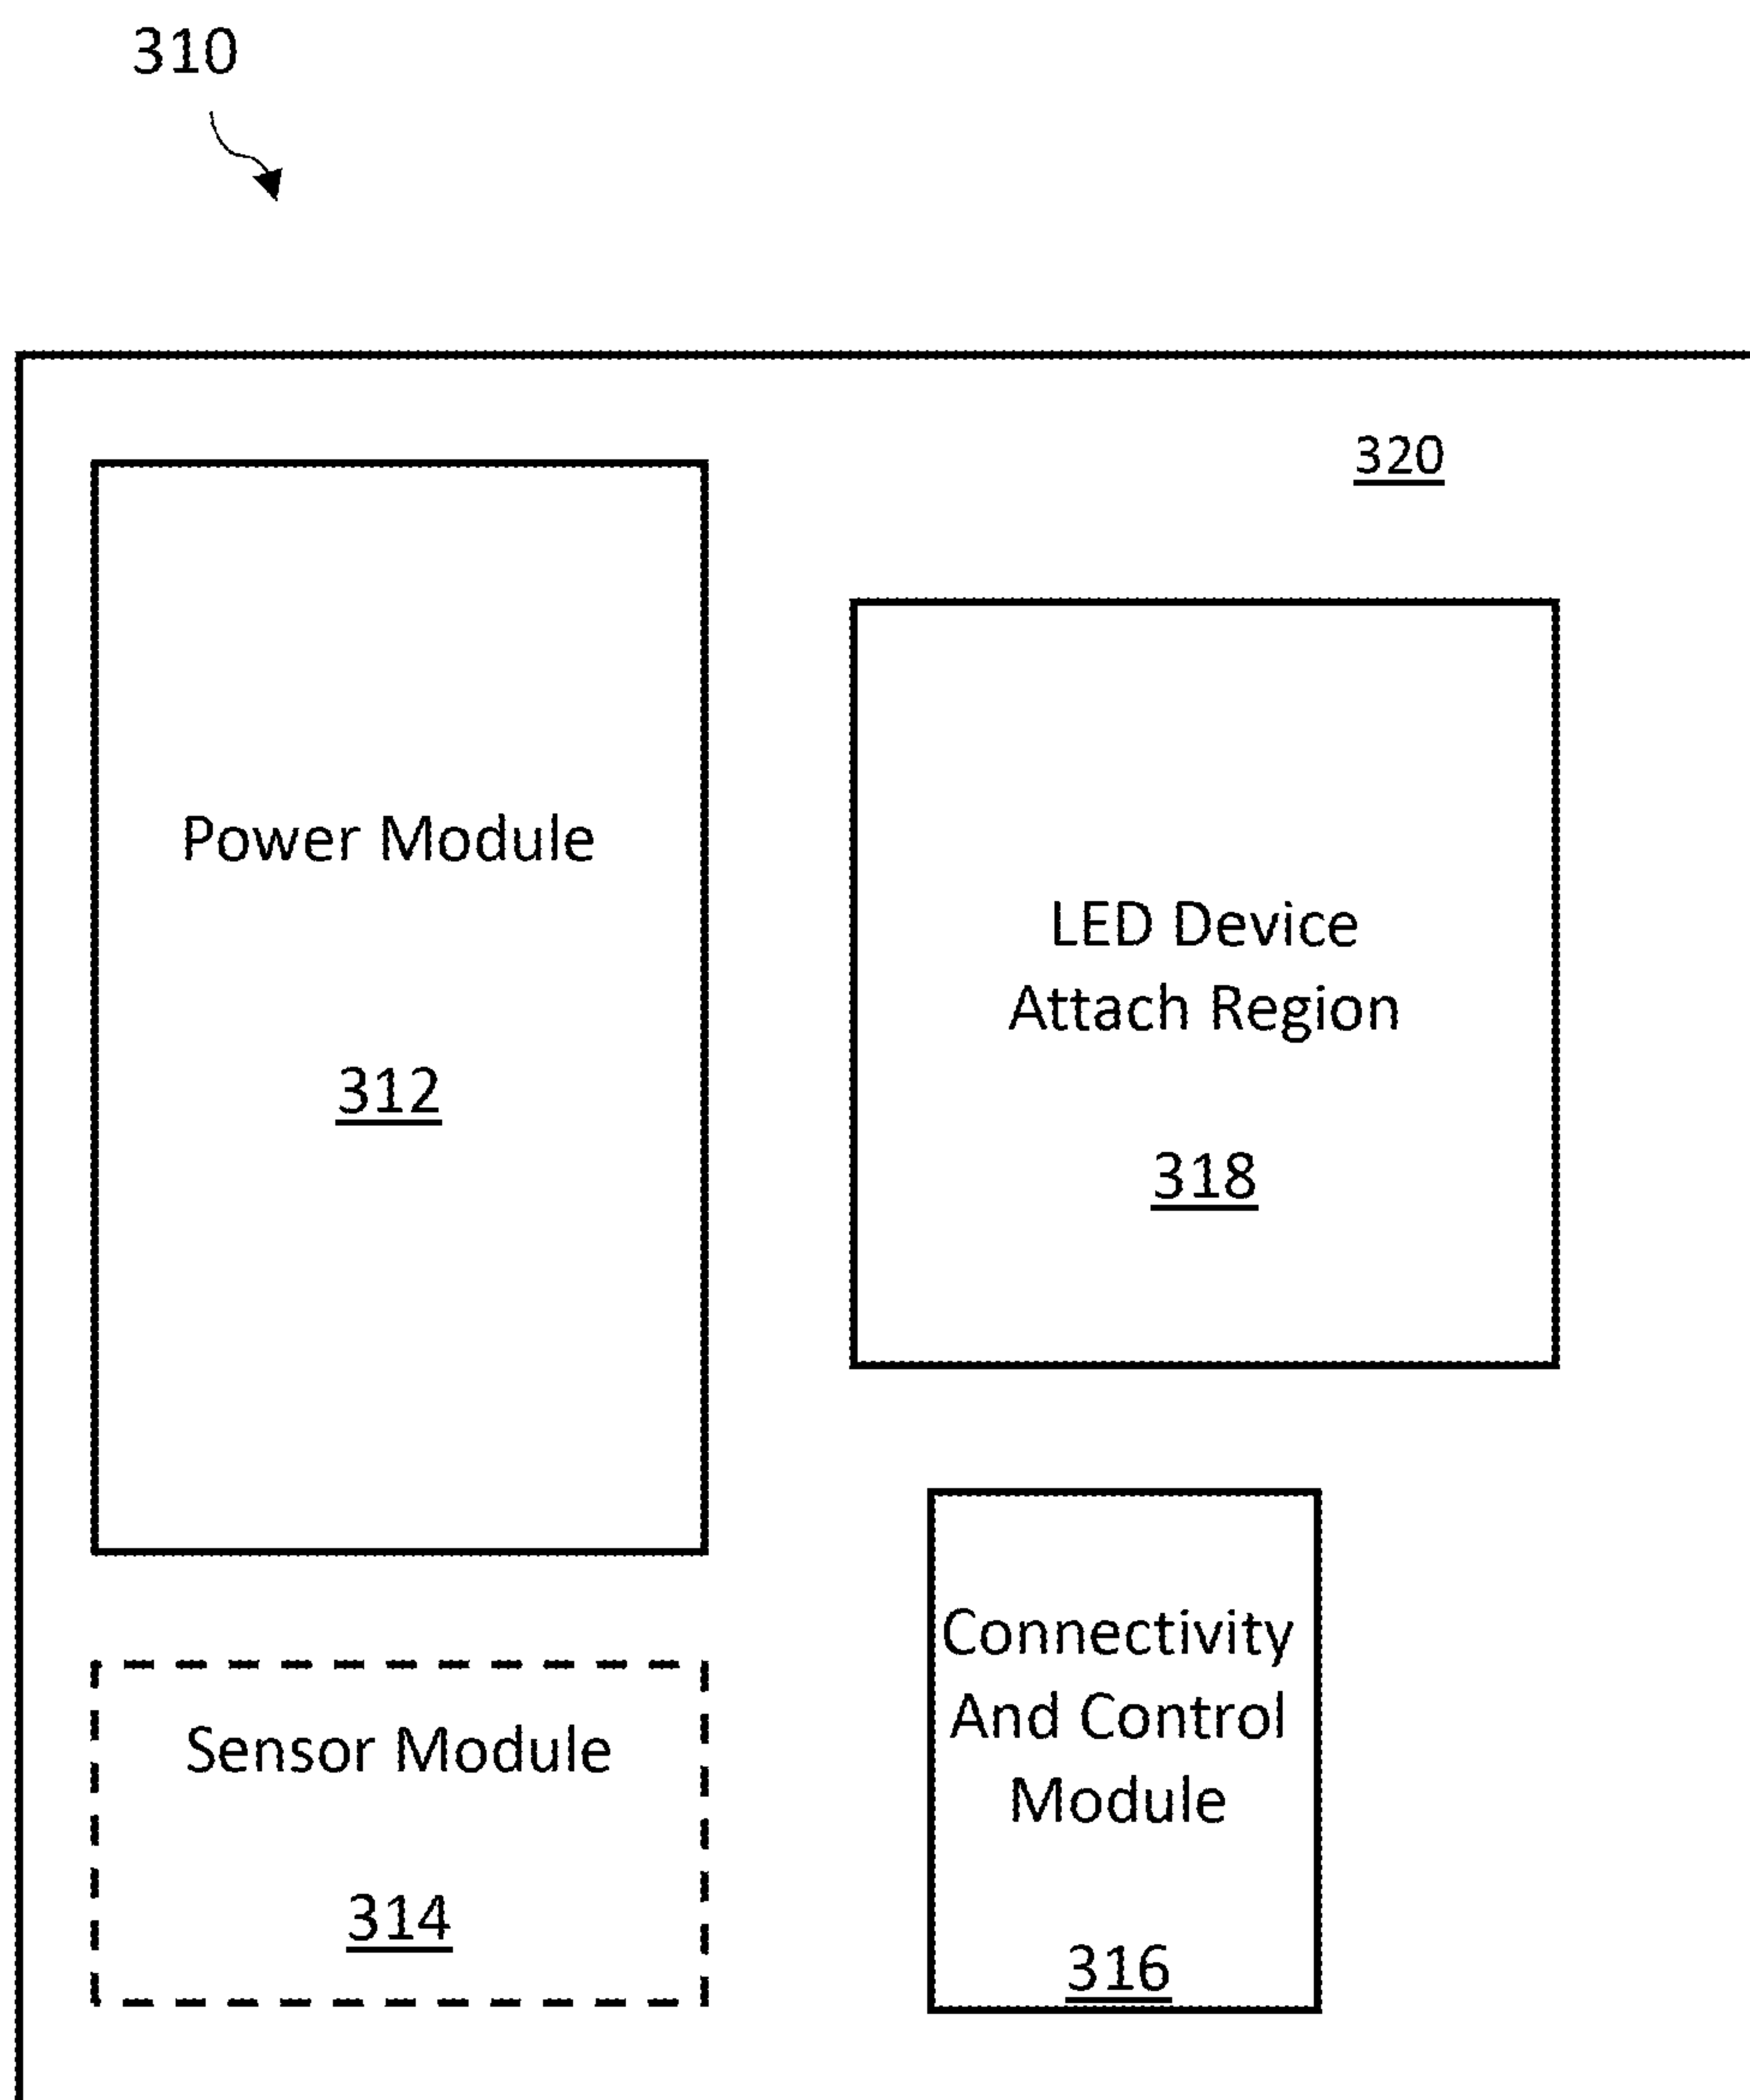 310
320
Power Module
312
LED Device
Attach Region
318
Sensor Module
314
Connectivity
And Control
Module
316